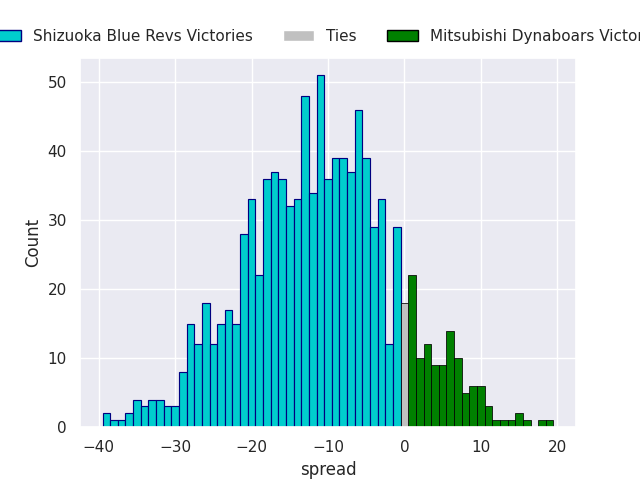 Shizuoka Blue Revs Victories Ties Mitsubishi Dynaboars
50
40
30
20
10
0
Count
−40 −30 −20 −10 0 10 20
spread